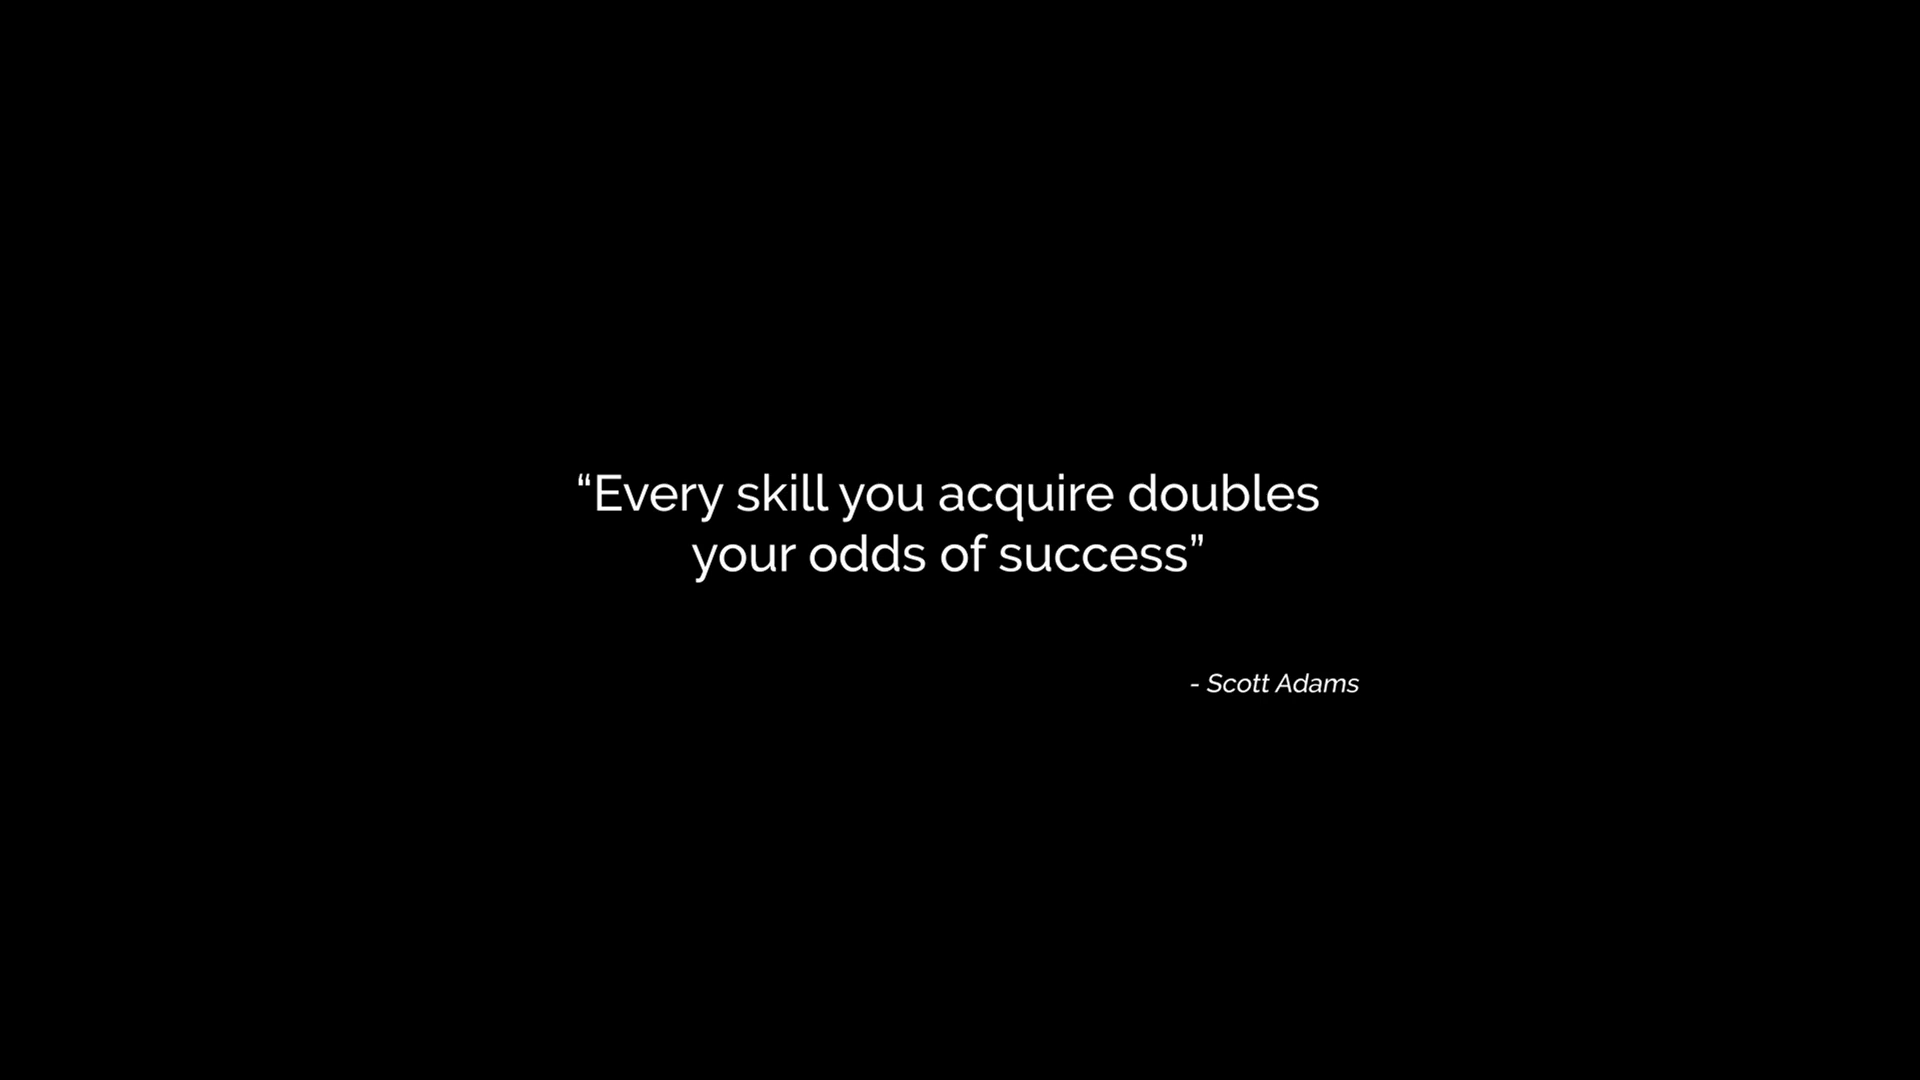 “Every skill you acquire doubles
your odds of success”
- Scott Adams